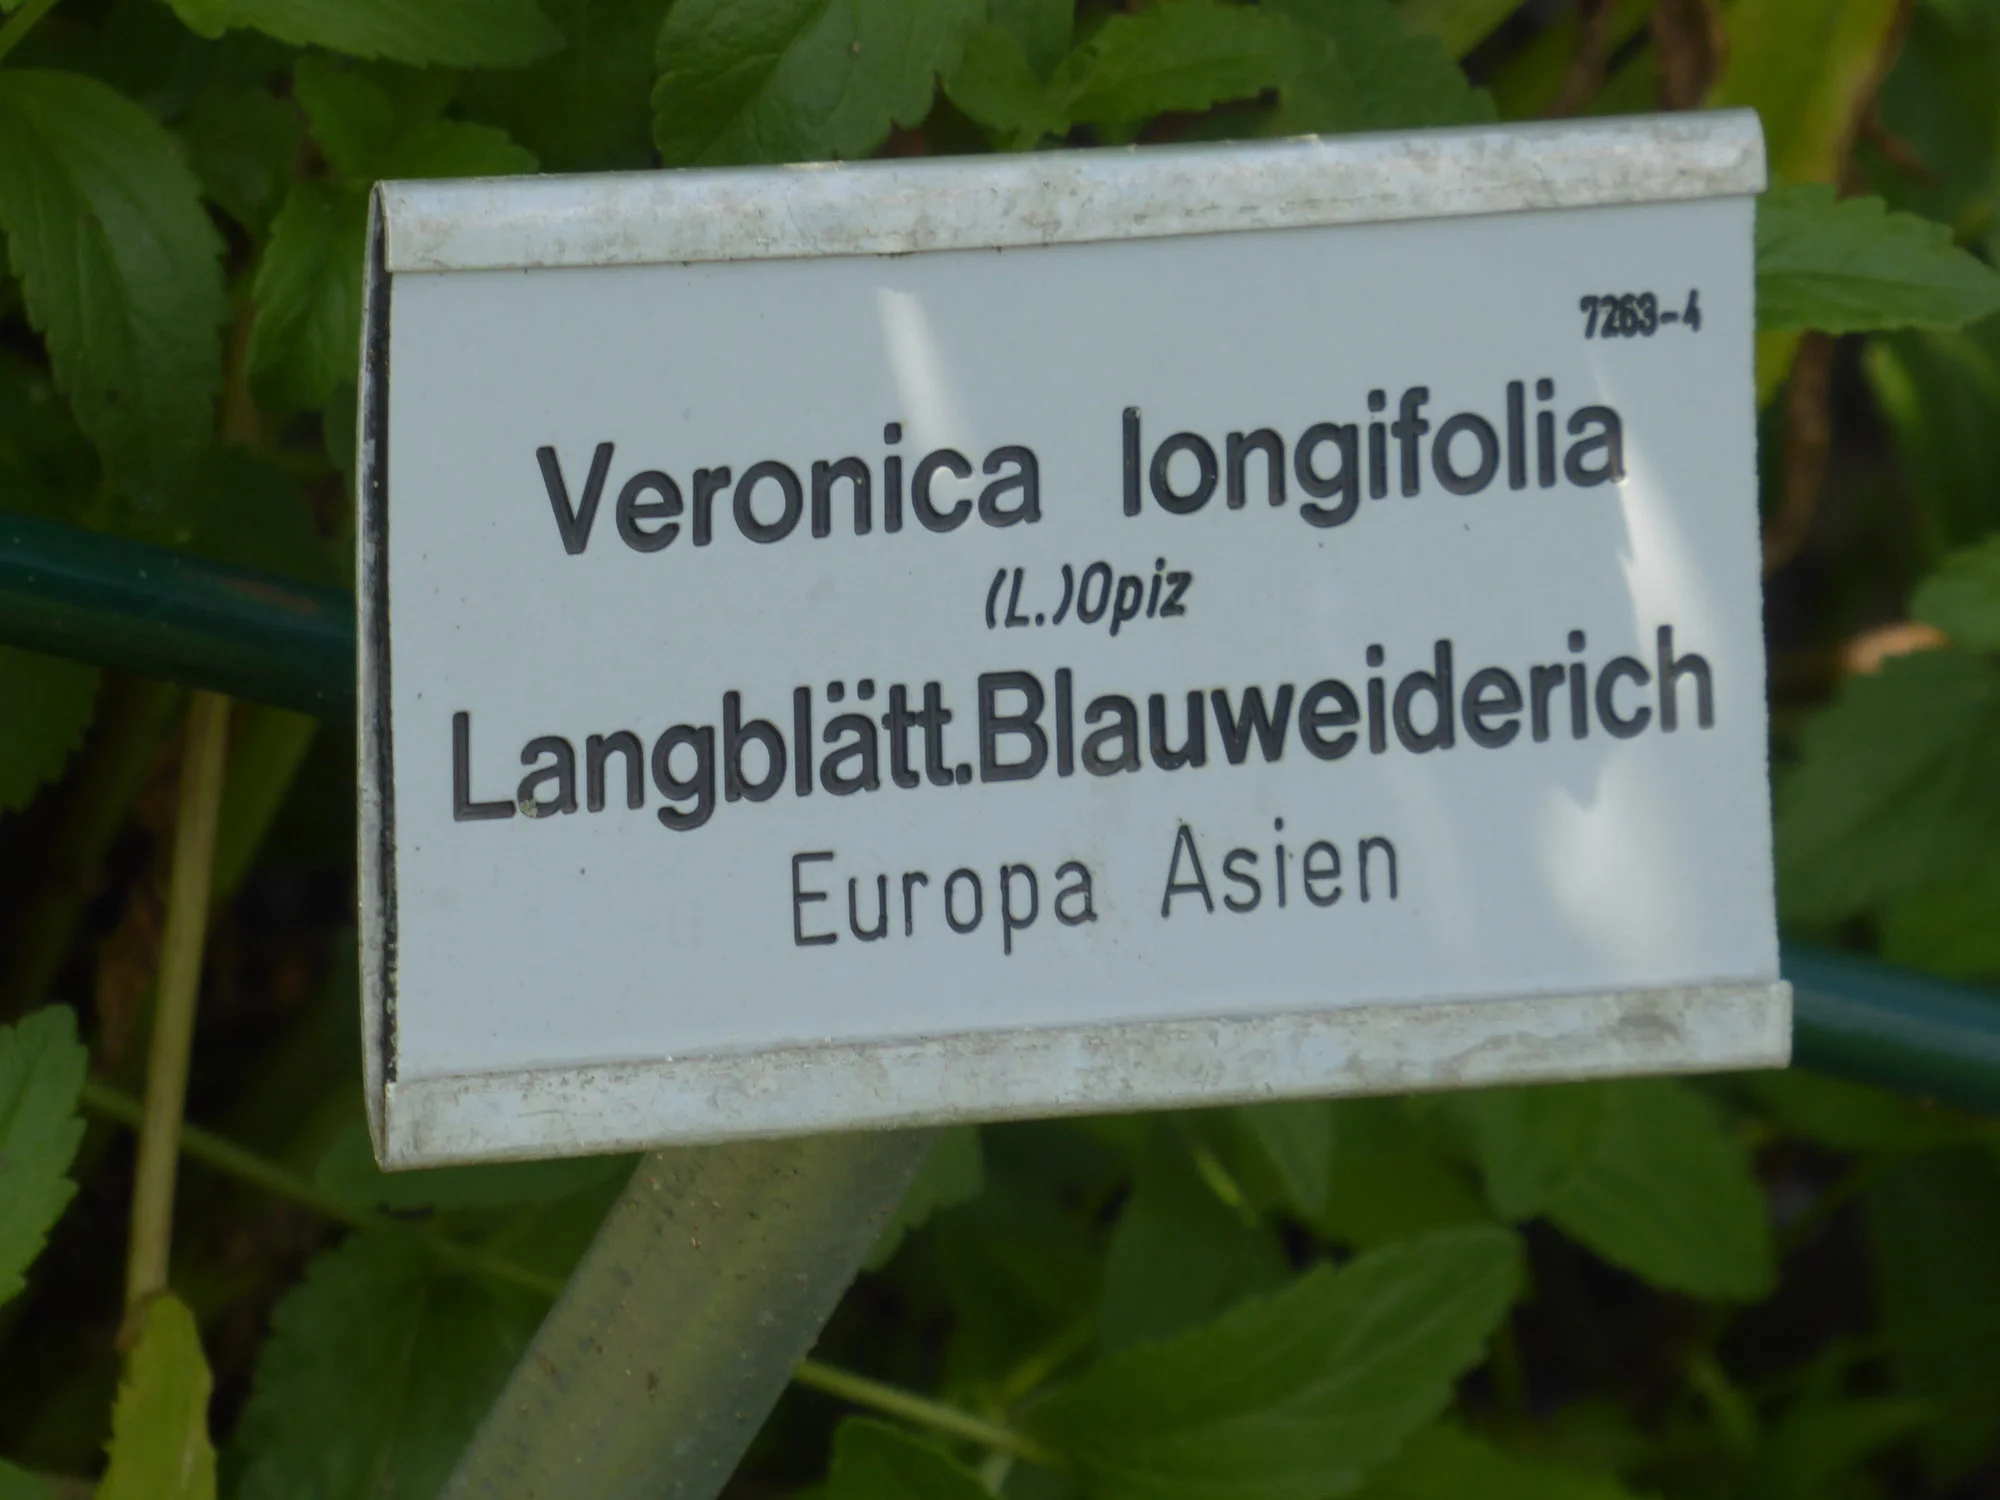 7263-4
Veronica longifolia
(L.)Opiz
Langblätt.Blauweiderich
Europa Asien